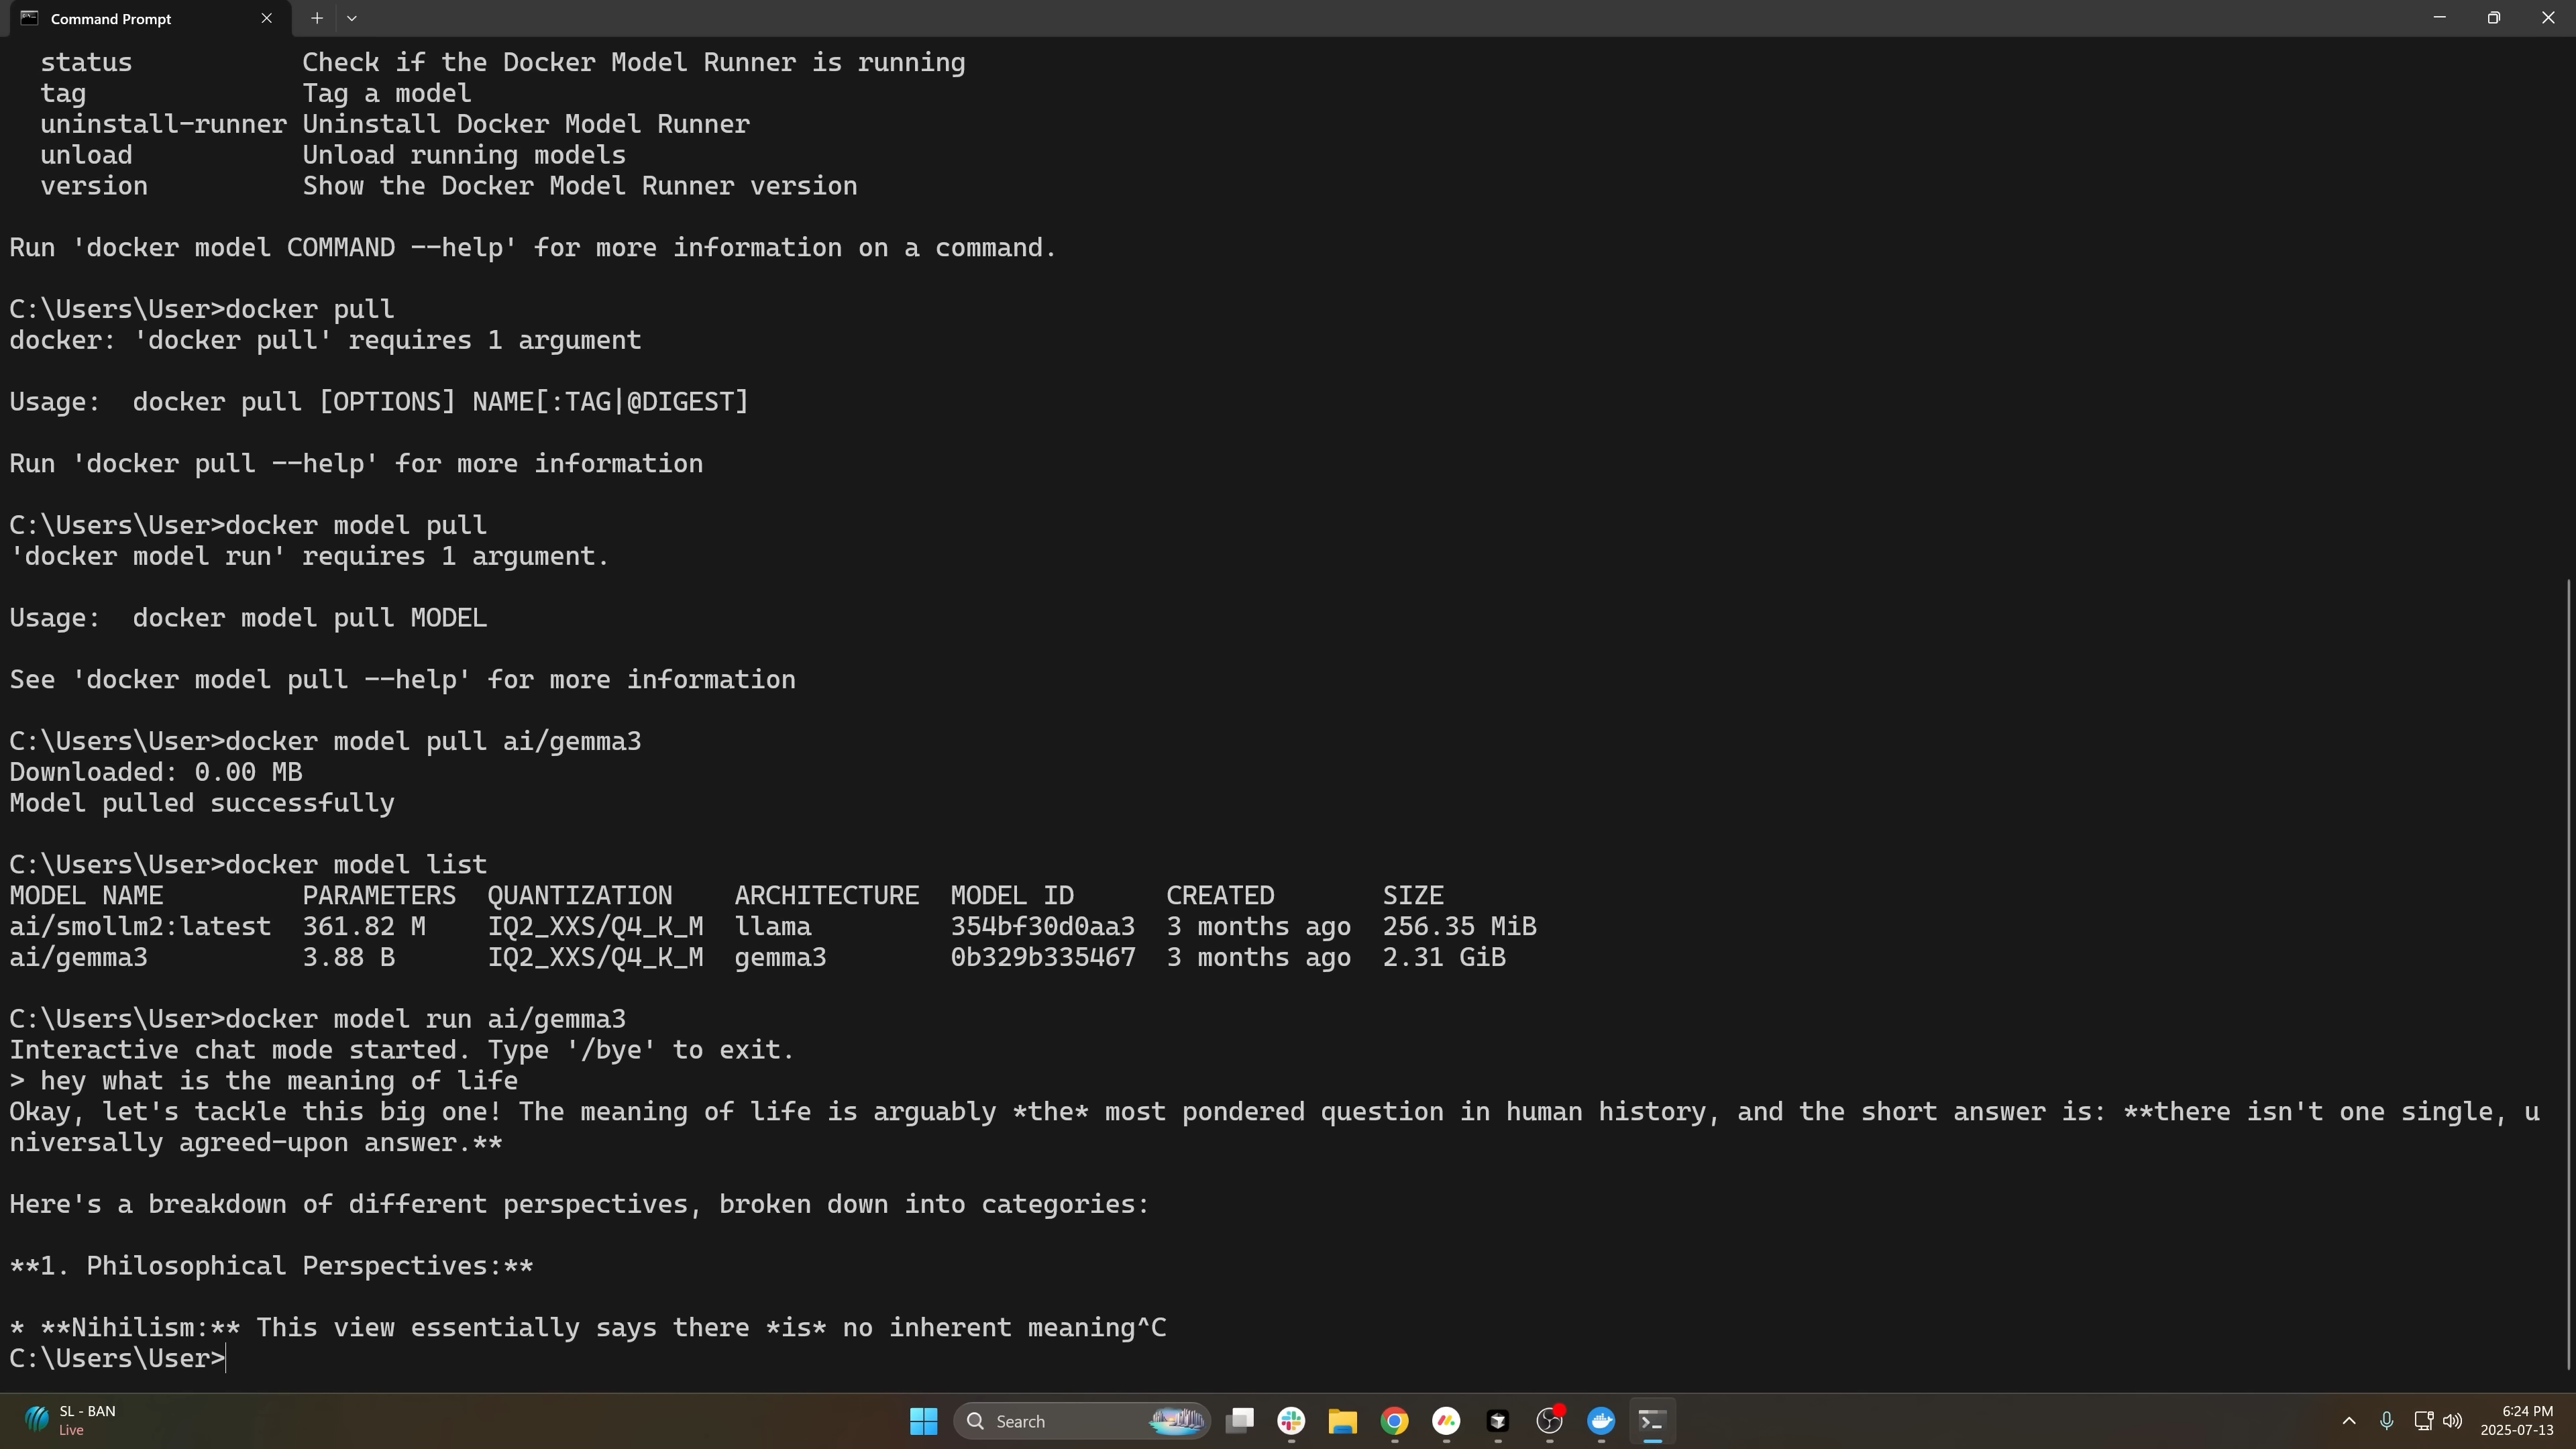 Command Prompt
status Check if the Docker Model Runner is running
tag Tag a model
uninstall-runner Uninstall Docker Model Runner
unload Unload running models
version Show the Docker Model Runner version
Run 'docker model COMMAND --help' for more information on a command.
C:\Users\User>docker pull
docker: 'docker pull' requires 1 argument
Usage:  docker pull [OPTIONS] NAME[:TAG|@DIGEST]
Run 'docker pull --help' for more information
C:\Users\User>docker model pull
'docker model run' requires 1 argument.
Usage:  docker model pull MODEL
See 'docker model pull --help' for more information
C:\Users\User>docker model pull ai/gemma3
Downloaded: 0.00 MB
Model pulled successfully
C:\Users\User>docker model list
MODEL NAME PARAMETERS QUANTIZATION ARCHITECTURE MODEL ID CREATED SIZE
ai/smollm2:latest 361.82 M IQ2_XXS/Q4_K_M llama 354bf30d0aa3 3 months ago 256.35 MiB
ai/gemma3 3.88 B IQ2_XXS/Q4_K_M gemma3 0b329b335467 3 months ago 2.31 GiB
C:\Users\User>docker model run ai/gemma3
Interactive chat mode started. Type '/bye' to exit.
> hey what is the meaning of life
Okay, let's tackle this big one! The meaning of life is arguably *the* most pondered question in human history, and the short answer is: **there isn't one single, u
niversally agreed-upon answer.**
Here's a breakdown of different perspectives, broken down into categories:
**1. Philosophical Perspectives:**
* **Nihilism:** This view essentially says there *is* no inherent meaning^C
C:\Users\User>
SL - BAN
Live
Search
6:24 PM
2025-07-13